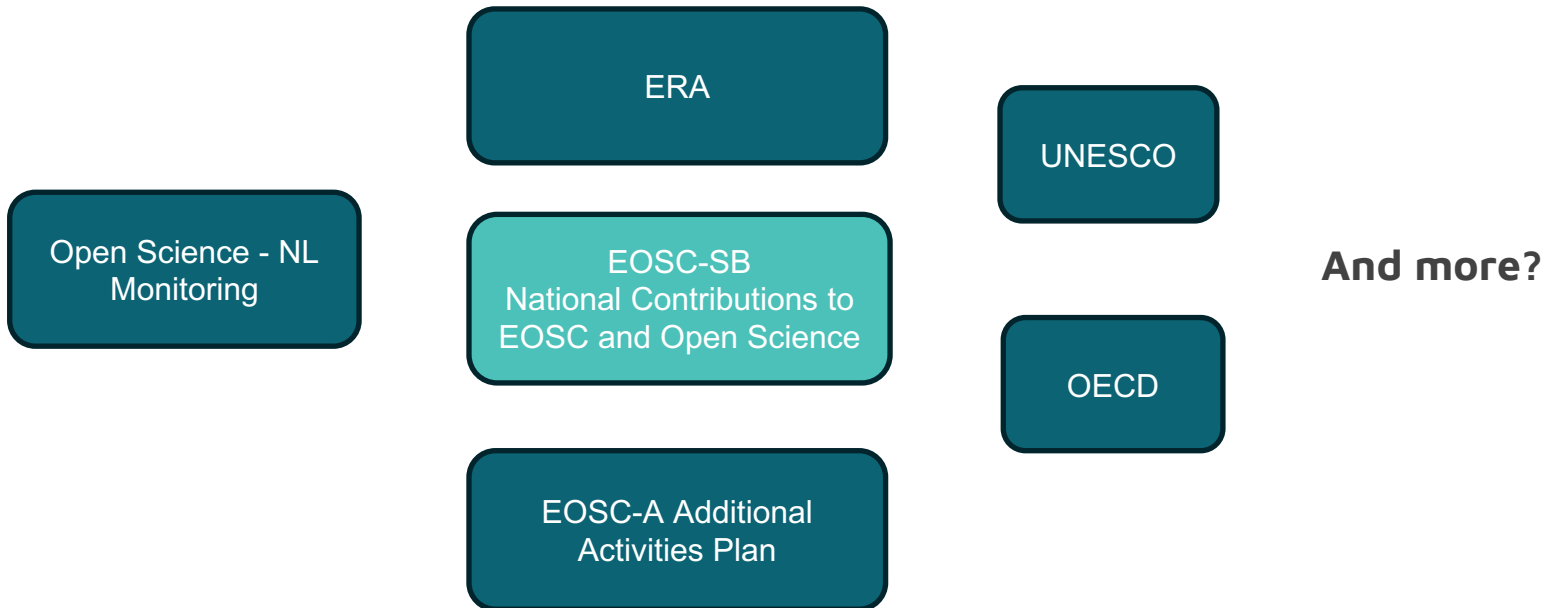 Open Science - NL
Monitoring
ERA
EOSC-SB
National Contributions to
EOSC and Open Science
EOSC-A Additional
Activities Plan
UNESCO
OECD
And more?